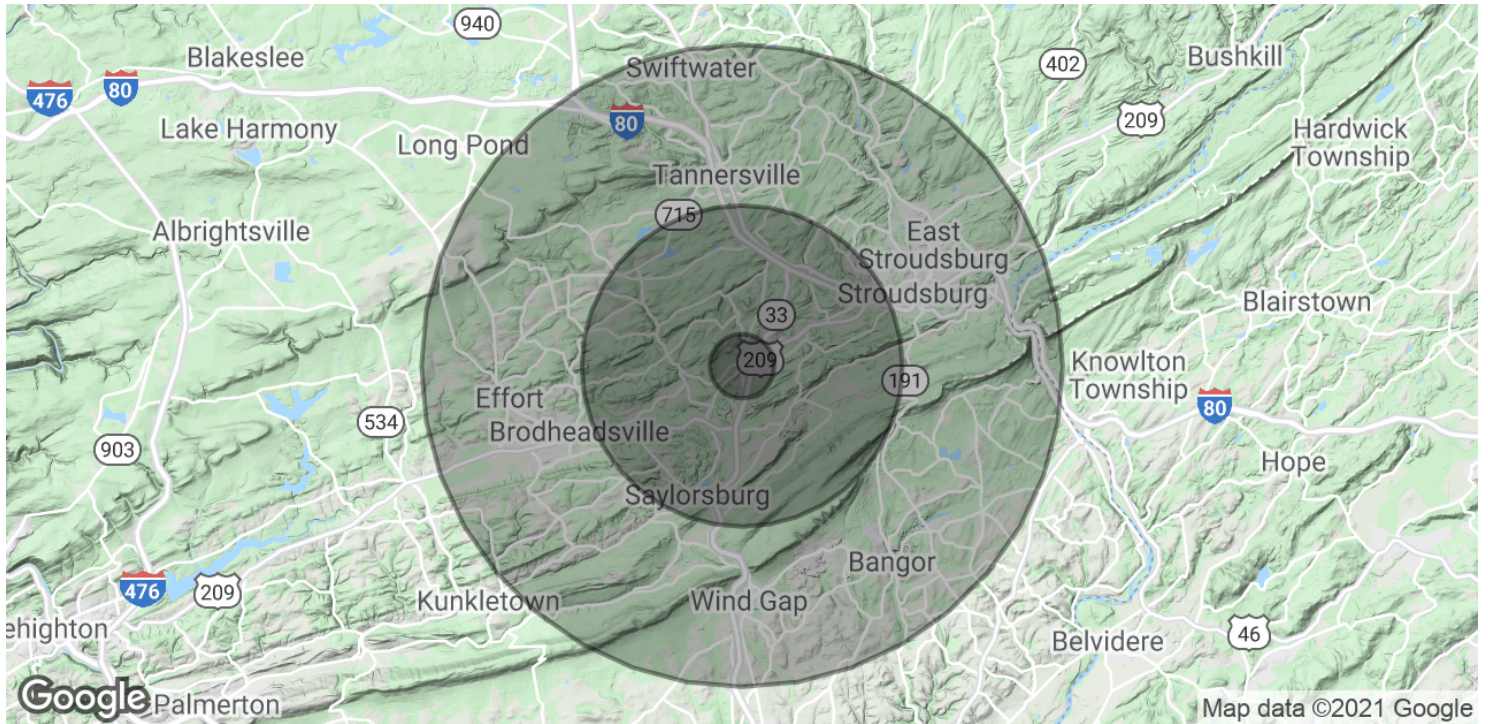 940
Blakeslee
Swiftwater
402
Bushkill
476
80
80
209
Lake Harmony
Long Pond
Hardwick
Township
Tannersville
715
Albrightsville
East
Stroudsburg
Stroudsburg
33
Blairstown
209
Knowlton
Township
191
Effort
80
534
Brodheadsville
903
Hope
Saylorsburg
Bangor
476
209
Kunkletown
Wind Gap
ehighton
46
Belvidere
Google
Palmerton
Map data ©2021 Google